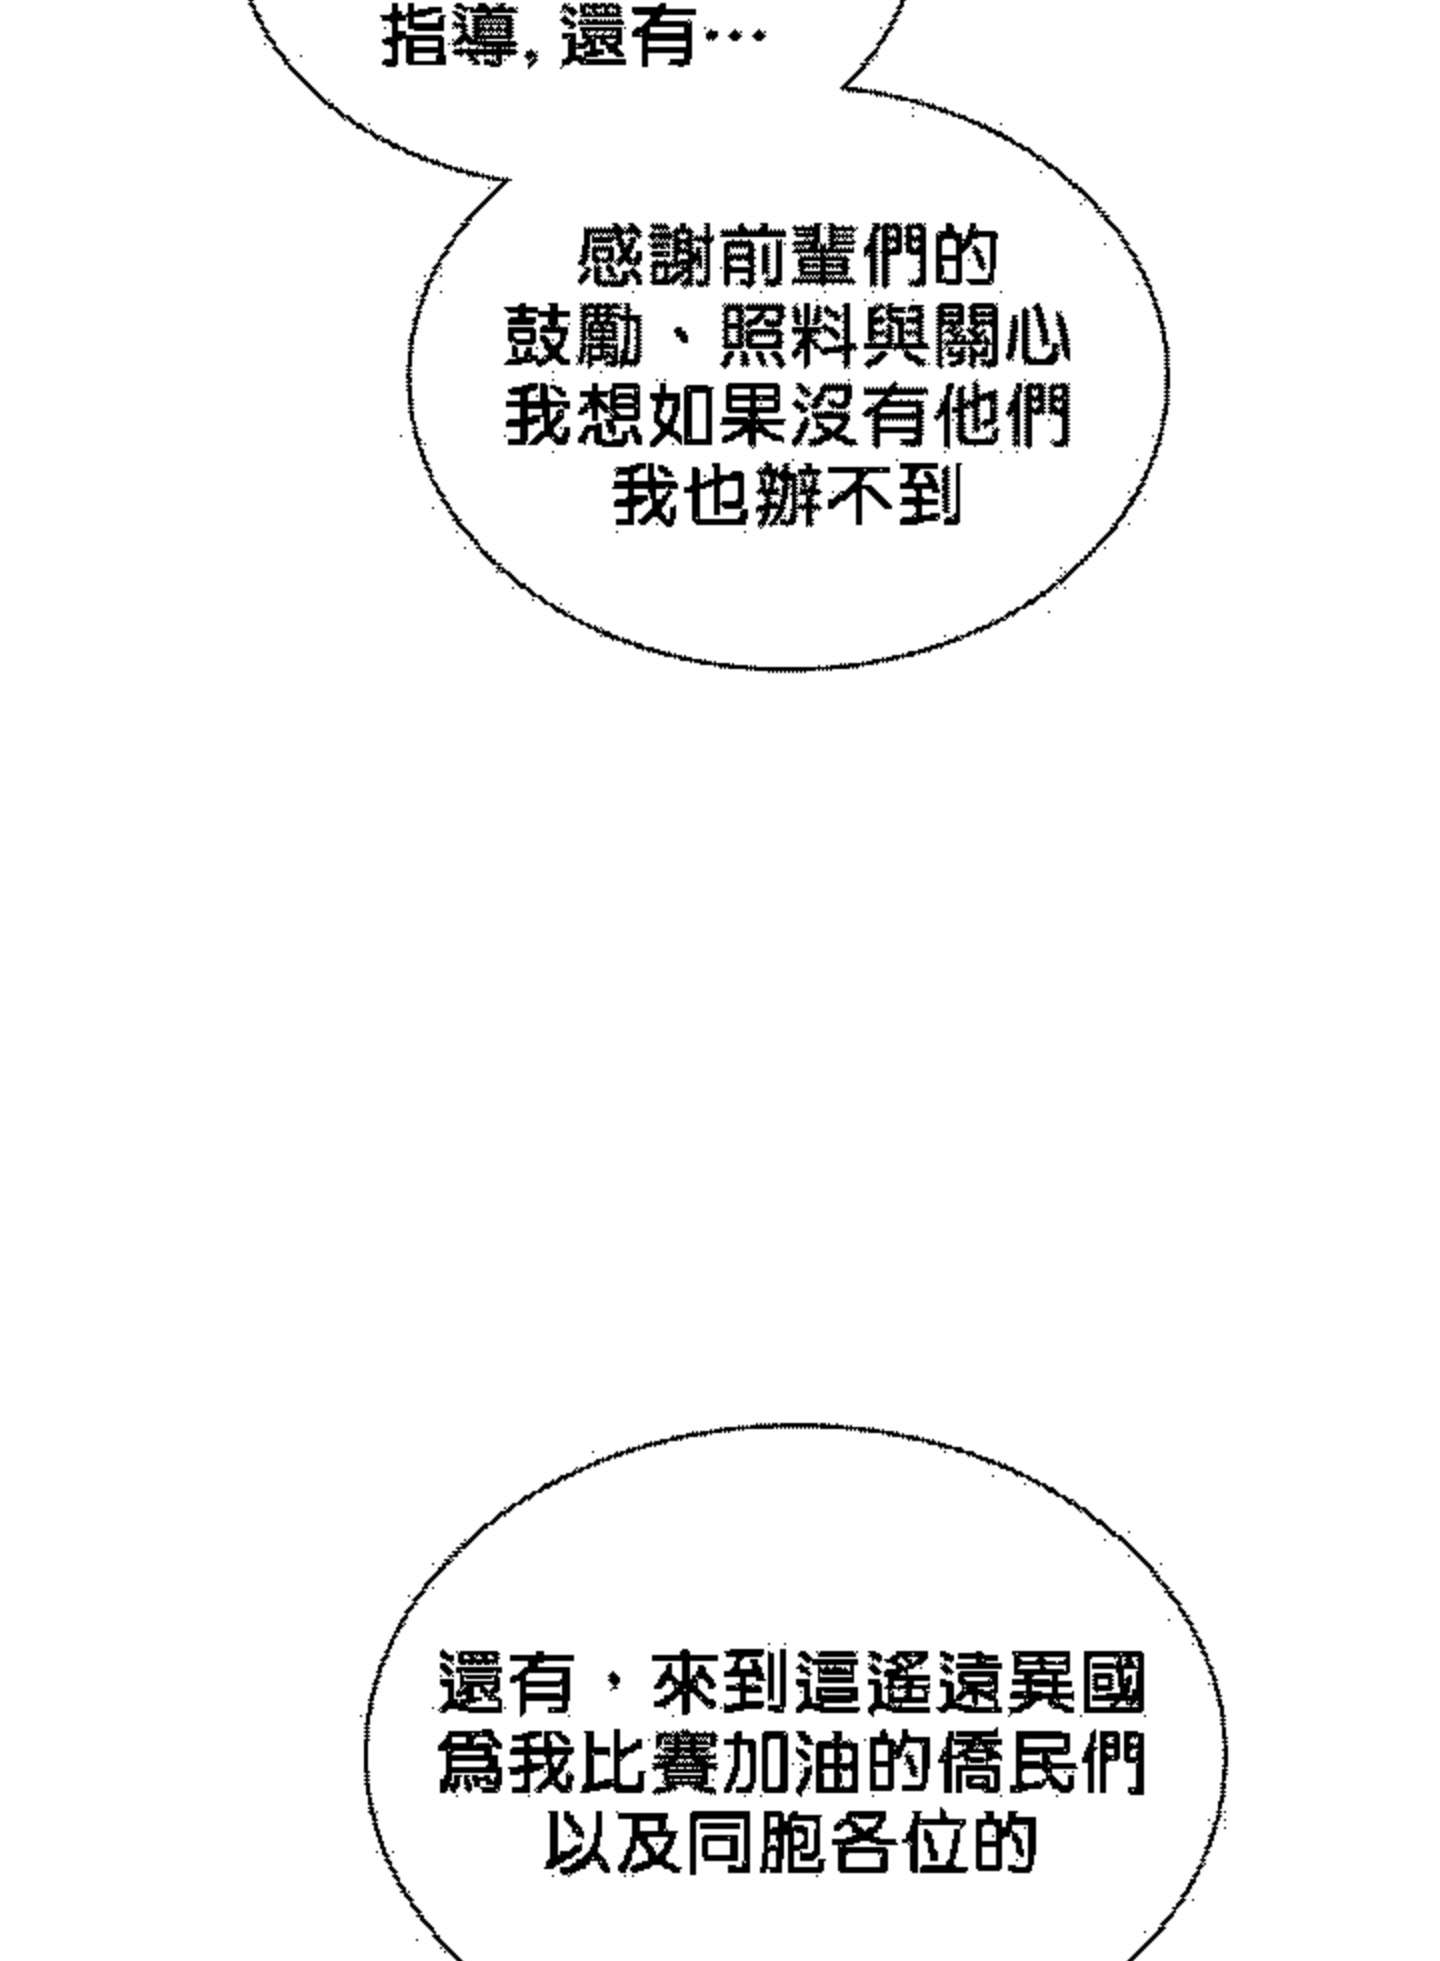 指導, 還有⋯
感謝前輩們的
鼓勵、照料與關心
我想如果沒有他們
我也辦不到
還有，來到這遙遠異國
爲我比賽加油的僑民們
以及同胞各位的